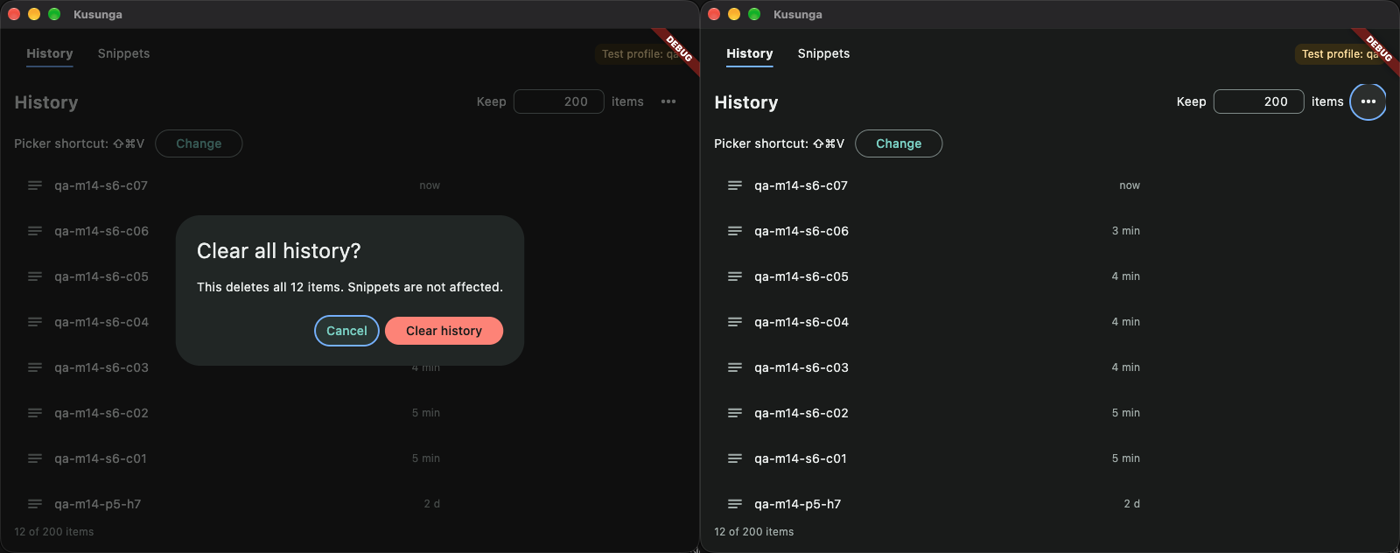 Kusunga
History Snippets Test profile: qa DEBUG
History Keep 200 items •••
Picker shortcut: ⇧⌘V Change
qa-m14-s6-c07 now
qa-m14-s6-c06
Clear all history?
qa-m14-s6-c05
This deletes all 12 items. Snippets are not affected.
qa-m14-s6-c04
Cancel Clear history
qa-m14-s6-c03 4 min
qa-m14-s6-c02 5 min
qa-m14-s6-c01 5 min
qa-m14-p5-h7 2 d
12 of 200 items
Kusunga
History Snippets Test profile: qa DEBUG
History Keep 200 items •••
Picker shortcut: ⇧⌘V Change
qa-m14-s6-c07 now
qa-m14-s6-c06 3 min
qa-m14-s6-c05 4 min
qa-m14-s6-c04 4 min
qa-m14-s6-c03 4 min
qa-m14-s6-c02 5 min
qa-m14-s6-c01 5 min
qa-m14-p5-h7 2 d
12 of 200 items